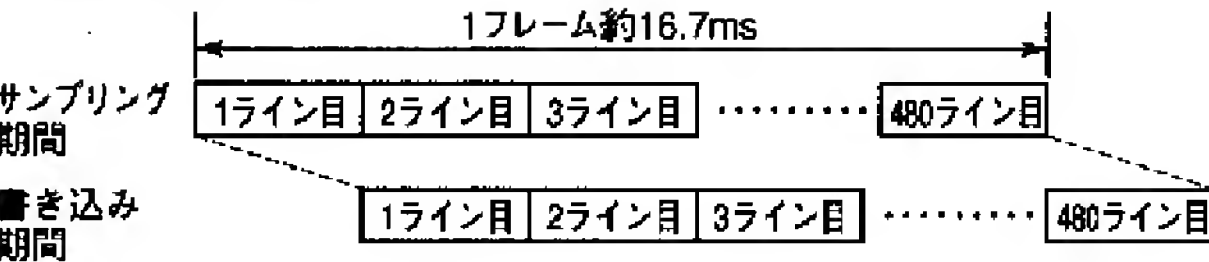 1フレーム約16.7ms
サンプリング
期間
1ライン目 2ライン目 3ライン目 ・・・・・・・・・ 480ライン目
書き込み
期間
1ライン目 2ライン目 3ライン目 ・・・・・・・・・ 480ライン目